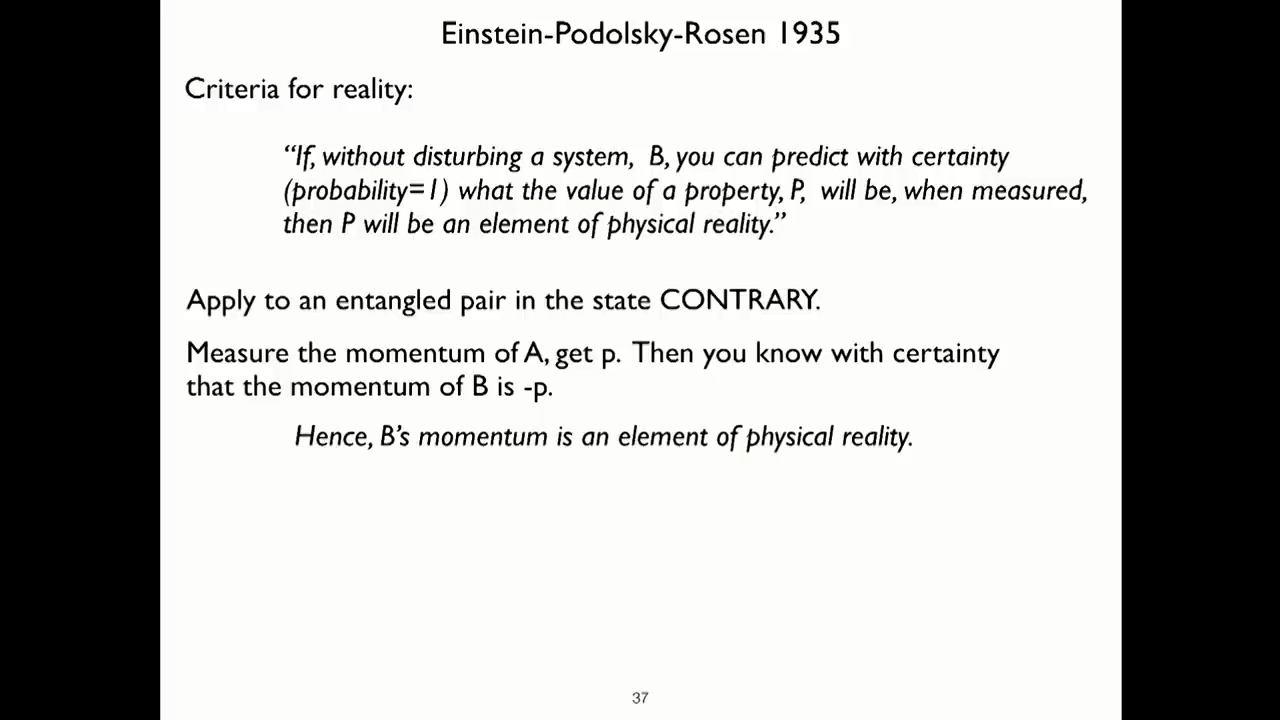 Einstein-Podolsky-Rosen 1935
Criteria for reality:
“If, without disturbing a system, B, you can predict with certainty
(probability=1) what the value of a property, P, will be, when measured,
then P will be an element of physical reality.”
Apply to an entangled pair in the state CONTRARY.
Measure the momentum of A, get p. Then you know with certainty
that the momentum of B is -p.
Hence, B’s momentum is an element of physical reality.
37